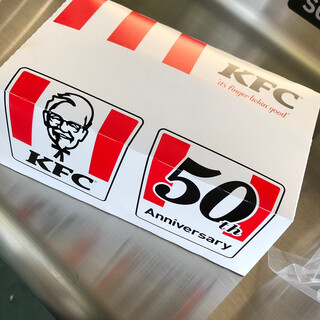 KFC
"it's finger lickin' good"
KFC
50th
Anniversary